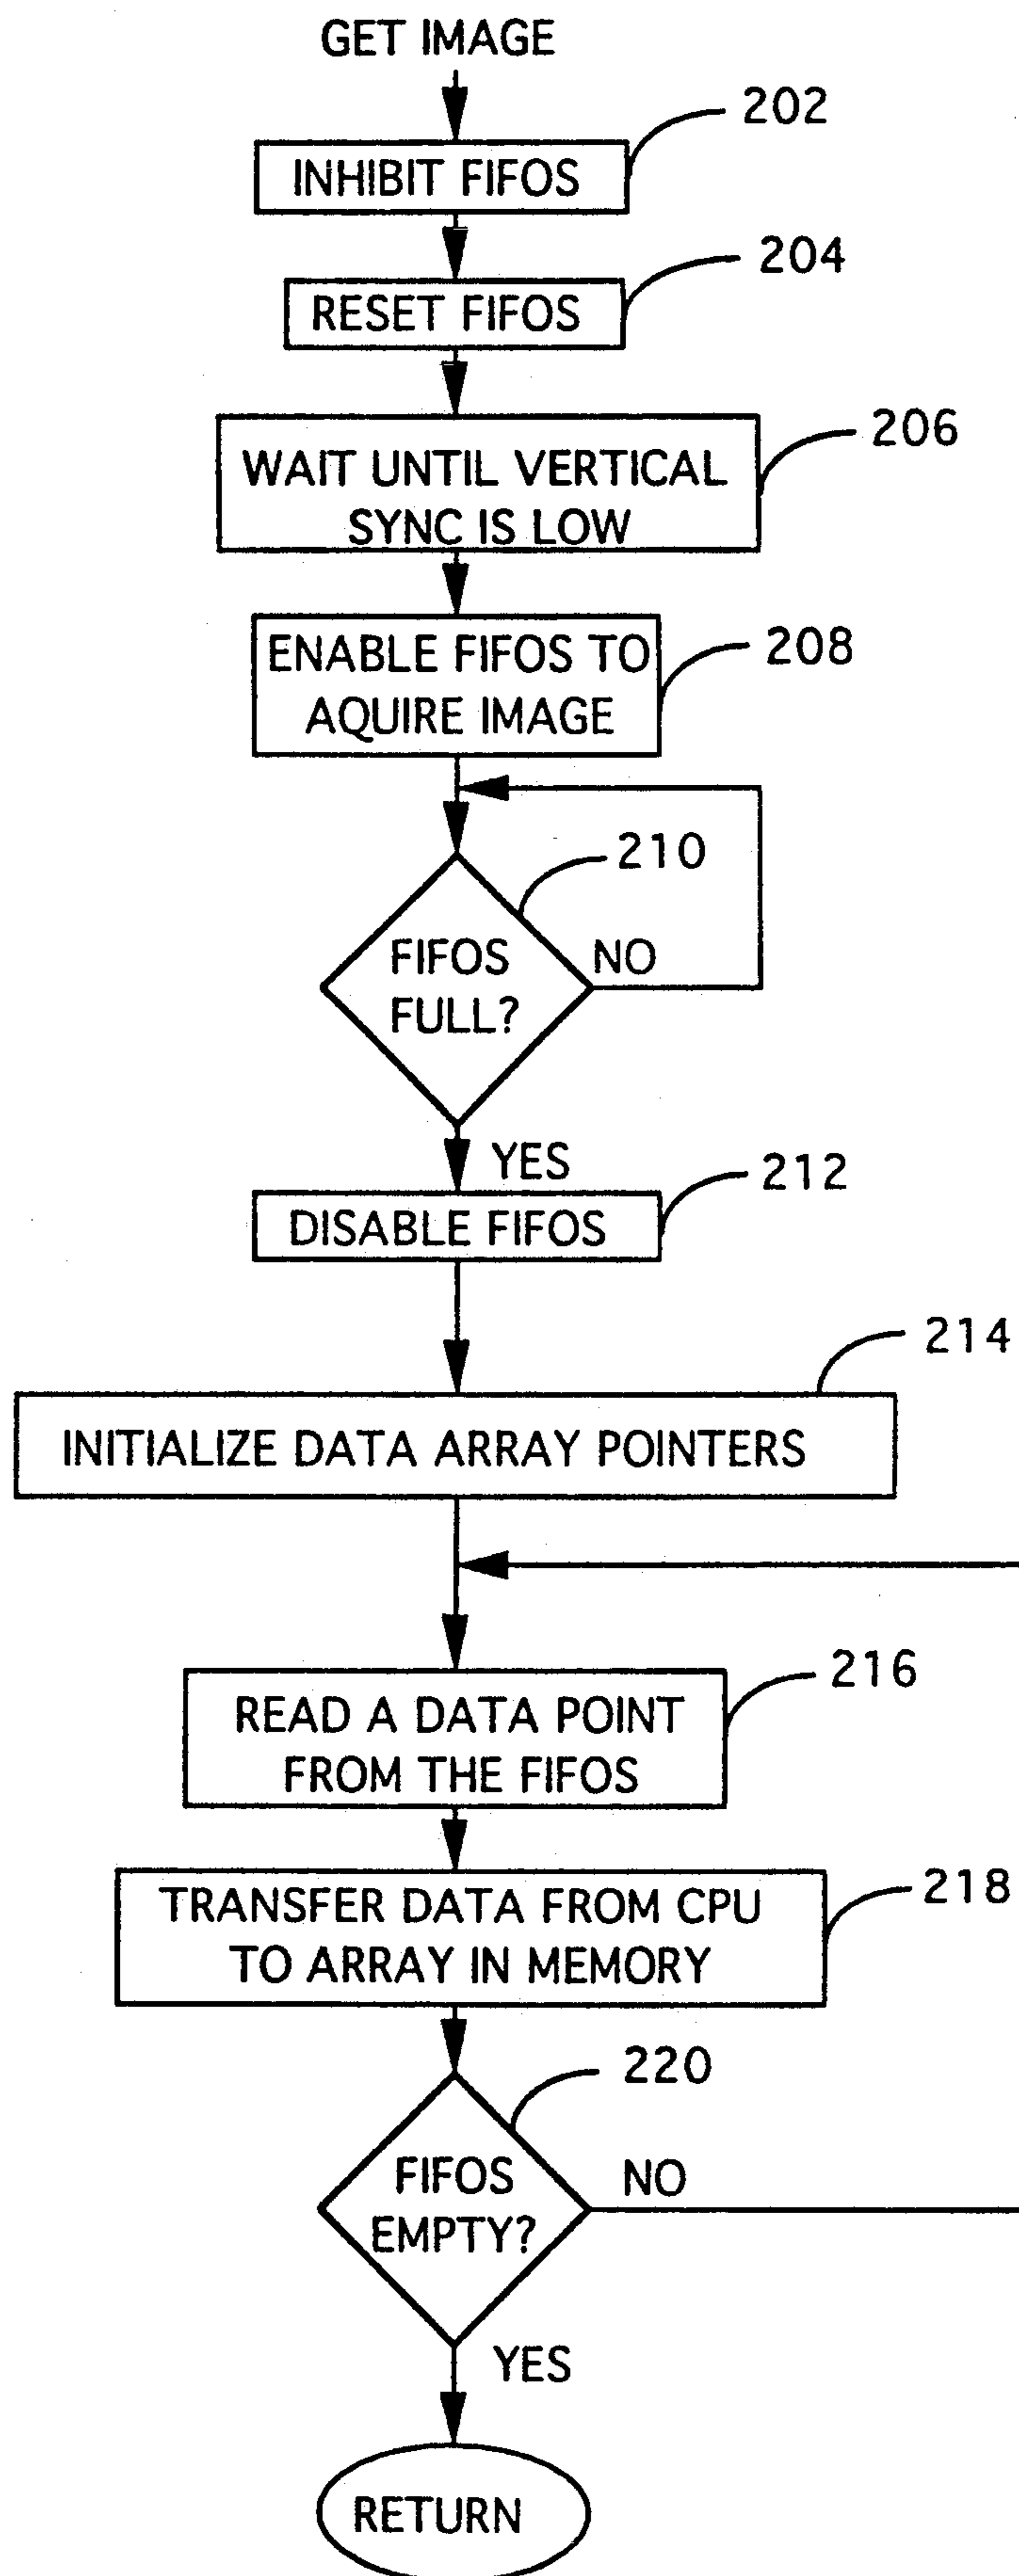 GET IMAGE
202
INHIBIT FIFOS
204
RESET FIFOS
206
WAIT UNTIL VERTICAL
SYNC IS LOW
208
ENABLE FIFOS TO
AQUIRE IMAGE
210
FIFOS
FULL?
NO
YES
212
DISABLE FIFOS
214
INITIALIZE DATA ARRAY POINTERS
216
READ A DATA POINT
FROM THE FIFOS
218
TRANSFER DATA FROM CPU
TO ARRAY IN MEMORY
220
FIFOS
EMPTY?
NO
YES
RETURN